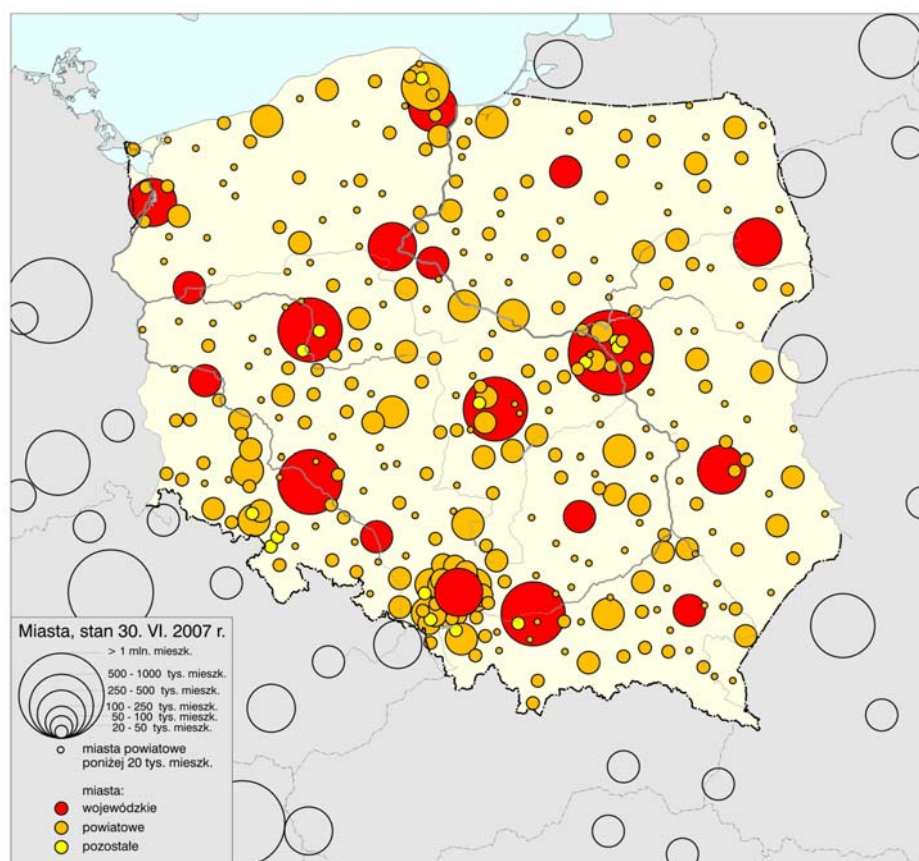 Miasta, stan 30. VI. 2007 r.
> 1 mln. mieszk.
500 - 1000 tys. mieszk.
250 - 500 tys. mieszk.
100 - 250 tys. mieszk.
50 - 100 tys. mieszk.
20 - 50 tys. mieszk.
miasta powiatowe
poniżej 20 tys. mieszk.
miasta:
wojewódzkie
powiatowe
pozostałe